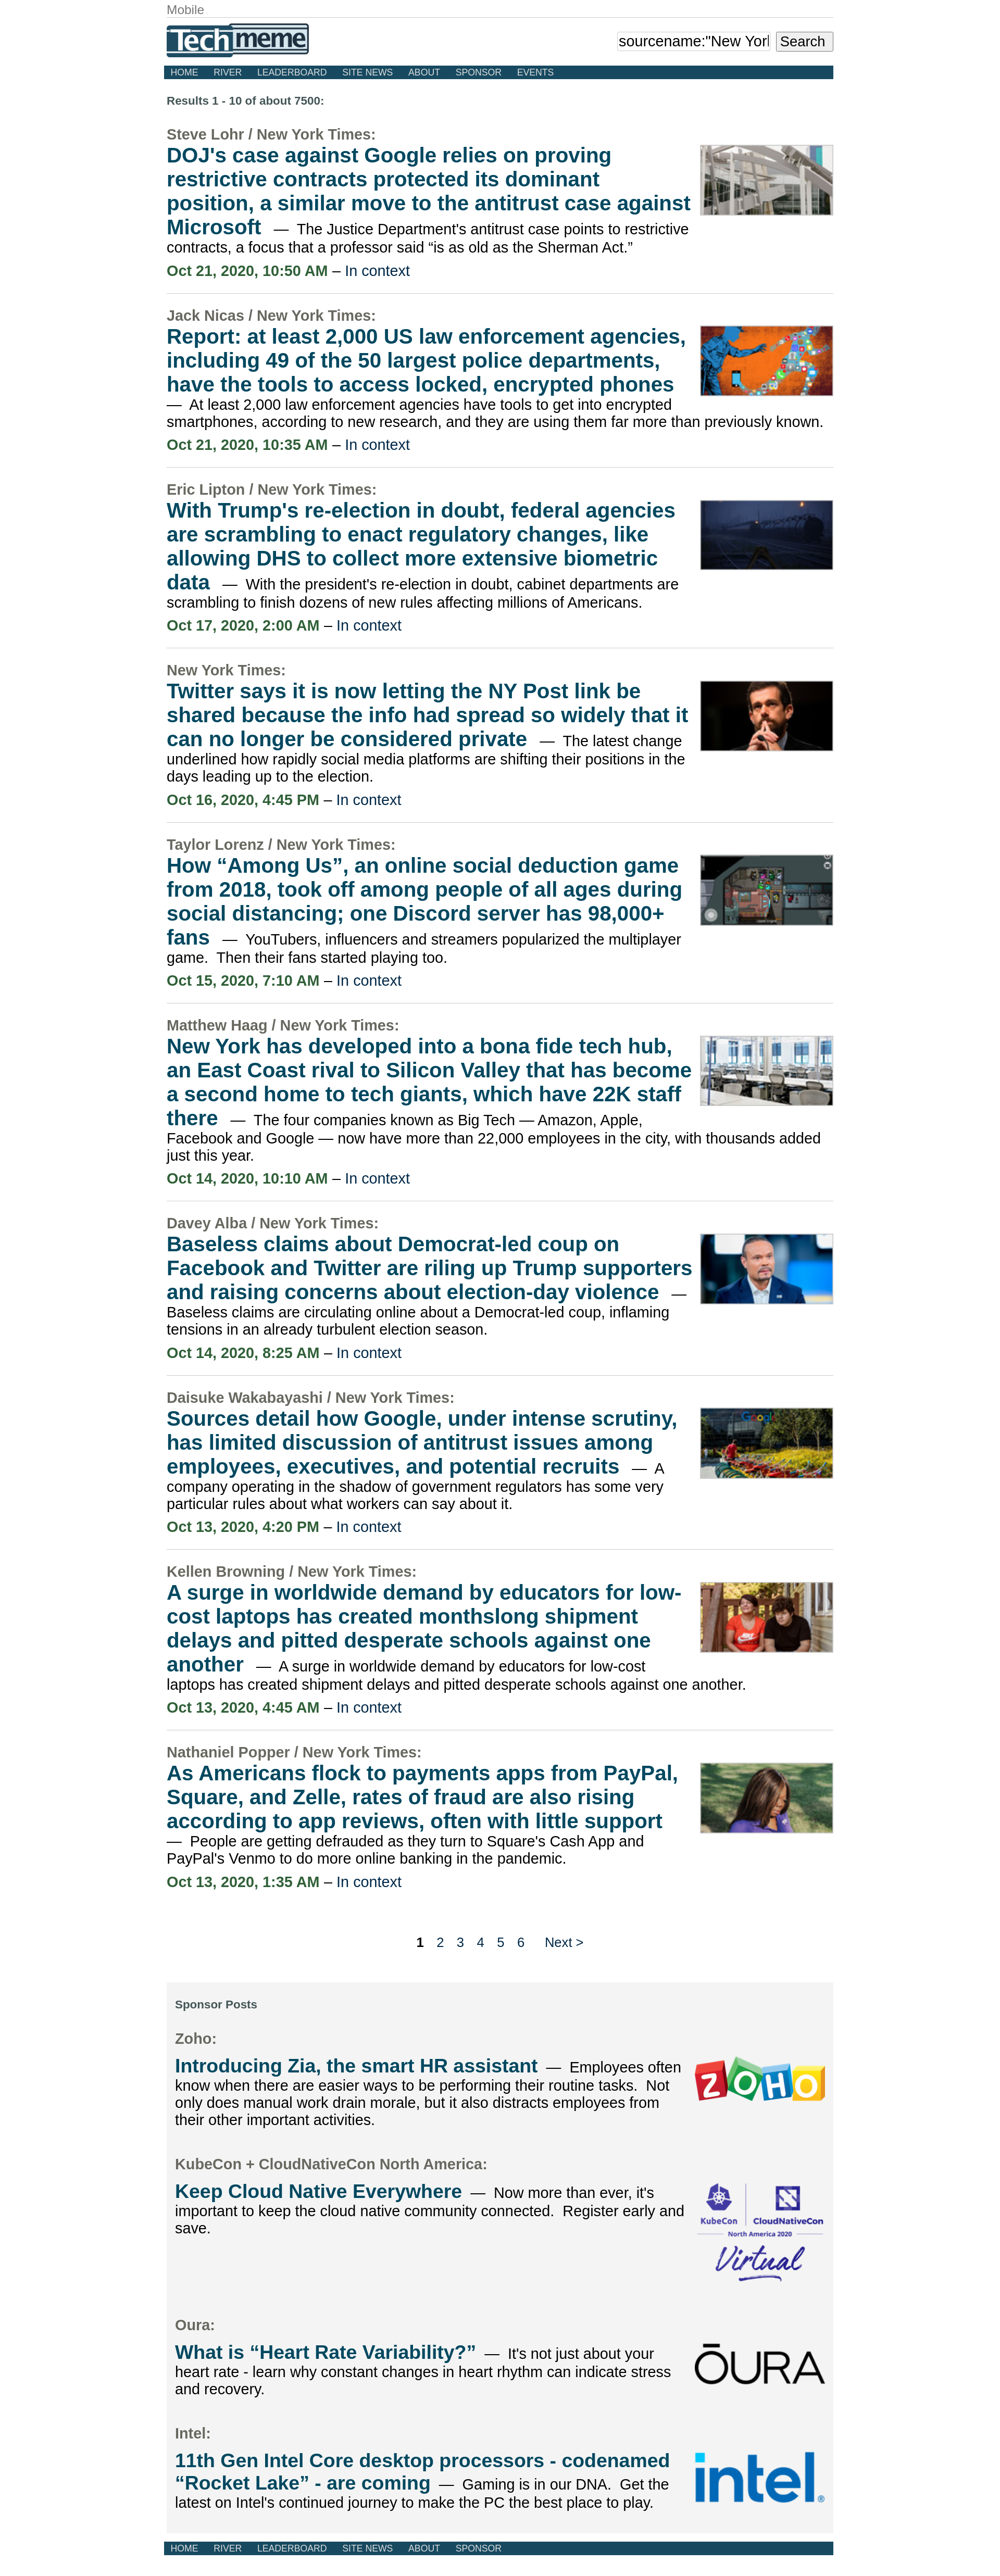 Mobile
Techmeme
sourcename:"New Yor
Search
HOME RIVER LEADERBOARD SITE NEWS ABOUT SPONSOR EVENTS
Results 1 - 10 of about 7500:
Steve Lohr / New York Times:
DOJ's case against Google relies on proving
restrictive contracts protected its dominant
position, a similar move to the antitrust case against
Microsoft — The Justice Department's antitrust case points to restrictive
contracts, a focus that a professor said “is as old as the Sherman Act.”
Oct 21, 2020, 10:50 AM – In context
Jack Nicas / New York Times:
Report: at least 2,000 US law enforcement agencies,
including 49 of the 50 largest police departments,
have the tools to access locked, encrypted phones
— At least 2,000 law enforcement agencies have tools to get into encrypted
smartphones, according to new research, and they are using them far more than previously known.
Oct 21, 2020, 10:35 AM – In context
Eric Lipton / New York Times:
With Trump's re-election in doubt, federal agencies
are scrambling to enact regulatory changes, like
allowing DHS to collect more extensive biometric
data — With the president's re-election in doubt, cabinet departments are
scrambling to finish dozens of new rules affecting millions of Americans.
Oct 17, 2020, 2:00 AM – In context
New York Times:
Twitter says it is now letting the NY Post link be
shared because the info had spread so widely that it
can no longer be considered private — The latest change
underlined how rapidly social media platforms are shifting their positions in the
days leading up to the election.
Oct 16, 2020, 4:45 PM – In context
Taylor Lorenz / New York Times:
How “Among Us”, an online social deduction game
from 2018, took off among people of all ages during
social distancing; one Discord server has 98,000+
fans — YouTubers, influencers and streamers popularized the multiplayer
game. Then their fans started playing too.
Oct 15, 2020, 7:10 AM – In context
Matthew Haag / New York Times:
New York has developed into a bona fide tech hub,
an East Coast rival to Silicon Valley that has become
a second home to tech giants, which have 22K staff
there — The four companies known as Big Tech — Amazon, Apple,
Facebook and Google — now have more than 22,000 employees in the city, with thousands added
just this year.
Oct 14, 2020, 10:10 AM – In context
Davey Alba / New York Times:
Baseless claims about Democrat-led coup on
Facebook and Twitter are riling up Trump supporters
and raising concerns about election-day violence —
Baseless claims are circulating online about a Democrat-led coup, inflaming
tensions in an already turbulent election season.
Oct 14, 2020, 8:25 AM – In context
Daisuke Wakabayashi / New York Times:
Sources detail how Google, under intense scrutiny,
has limited discussion of antitrust issues among
employees, executives, and potential recruits — A
company operating in the shadow of government regulators has some very
particular rules about what workers can say about it.
Google
Oct 13, 2020, 4:20 PM – In context
Kellen Browning / New York Times:
A surge in worldwide demand by educators for low-
cost laptops has created monthslong shipment
delays and pitted desperate schools against one
another — A surge in worldwide demand by educators for low-cost
laptops has created shipment delays and pitted desperate schools against one another.
Oct 13, 2020, 4:45 AM – In context
Nathaniel Popper / New York Times:
As Americans flock to payments apps from PayPal,
Square, and Zelle, rates of fraud are also rising
according to app reviews, often with little support
— People are getting defrauded as they turn to Square's Cash App and
PayPal's Venmo to do more online banking in the pandemic.
Oct 13, 2020, 1:35 AM – In context
1 2 3 4 5 6 Next >
Sponsor Posts
Zoho:
Introducing Zia, the smart HR assistant — Employees often
know when there are easier ways to be performing their routine tasks. Not
only does manual work drain morale, but it also distracts employees from
their other important activities.
ZOHO
KubeCon + CloudNativeCon North America:
Keep Cloud Native Everywhere — Now more than ever, it's
important to keep the cloud native community connected. Register early and
save.
KubeCon CloudNativeCon
North America 2020
Virtual
Oura:
What is “Heart Rate Variability?” — It's not just about your
heart rate - learn why constant changes in heart rhythm can indicate stress
and recovery.
ŌURA
Intel:
11th Gen Intel Core desktop processors - codenamed
“Rocket Lake” - are coming — Gaming is in our DNA. Get the
latest on Intel's continued journey to make the PC the best place to play.
intel®
HOME RIVER LEADERBOARD SITE NEWS ABOUT SPONSOR